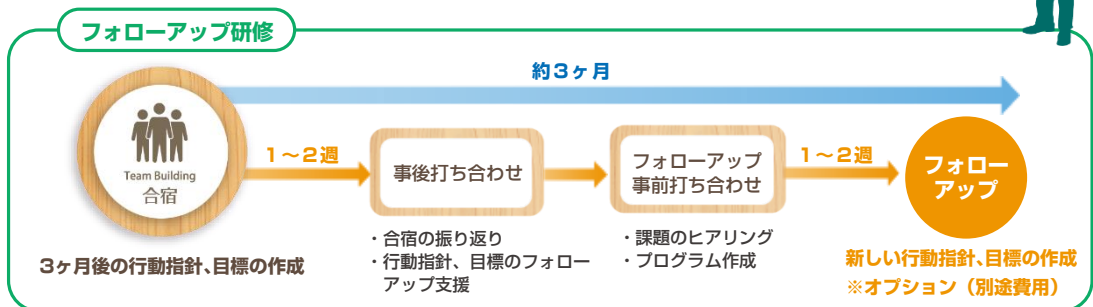 フォローアップ研修
約3ヶ月
Team Building
合宿
1〜2週
事後打ち合わせ
フォローアップ
事前打ち合わせ
1〜2週
フォロー
アップ
3ヶ月後の行動指針、目標の作成
・合宿の振り返り
・行動指針、目標のフォロー
アップ支援
・課題のヒアリング
・プログラム作成
新しい行動指針、目標の作成
※オプション（別途費用）